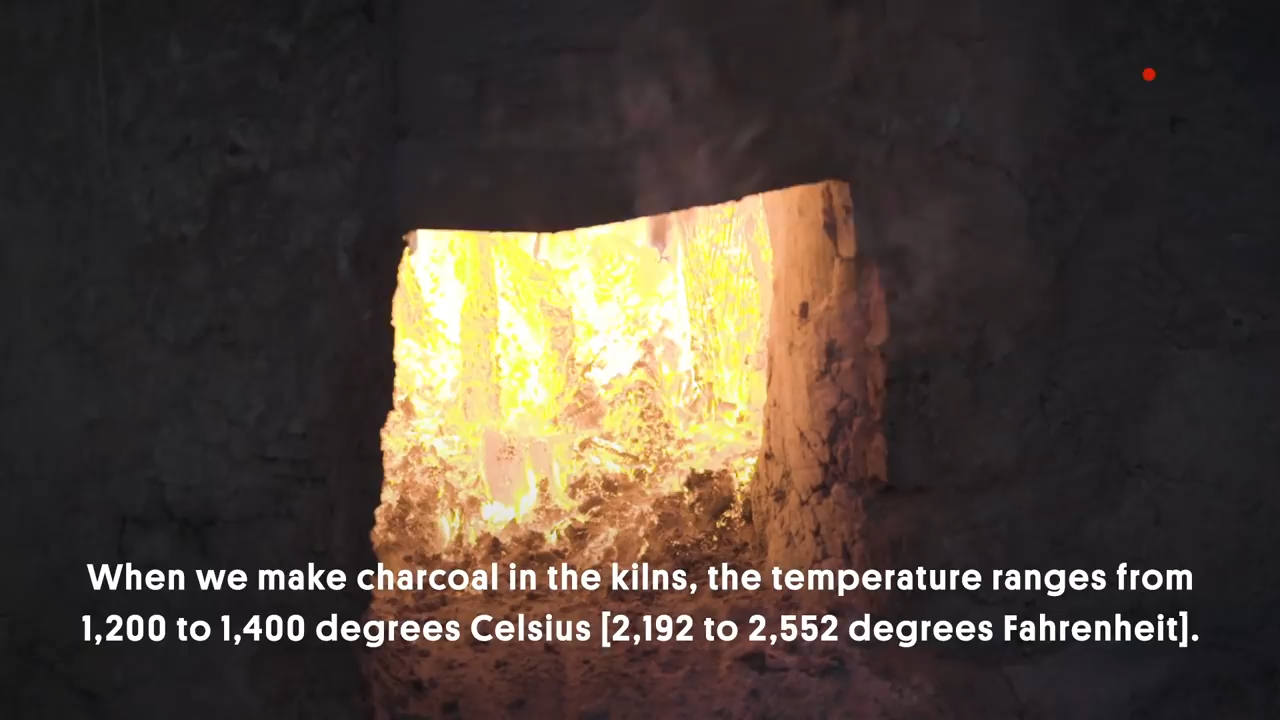 When we make charcoal in the kilns, the temperature ranges from
1,200 to 1,400 degrees Celsius [2,192 to 2,552 degrees Fahrenheit].